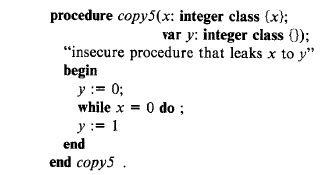 procedure copy5(x: integer class {x};
var y: integer class {});
“insecure procedure that leaks x to y”
begin
y := 0;
while x = 0 do ;
y := 1
end
end copy5 .